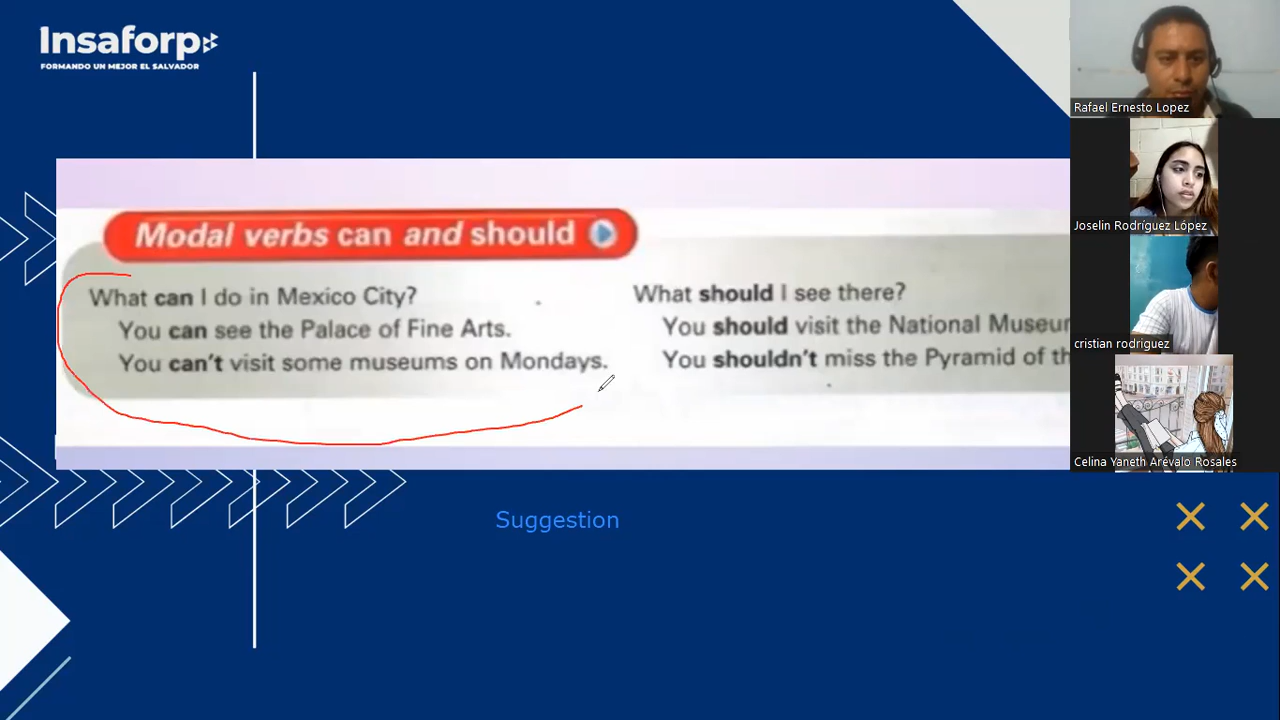 Insaforp
FORMANDO UN MEJOR EL SALVADOR
Modal verbs can and should
What can I do in Mexico City?
You can see the Palace of Fine Arts.
You can't visit some museums on Mondays.
What should I see there?
You should visit the National
You shouldn't miss the Pyramid of
Suggestion
Rafael Ernesto Lopez
Joselin Rodríguez López
cristian rodriguez
Celina Yaneth Arévalo Rosales